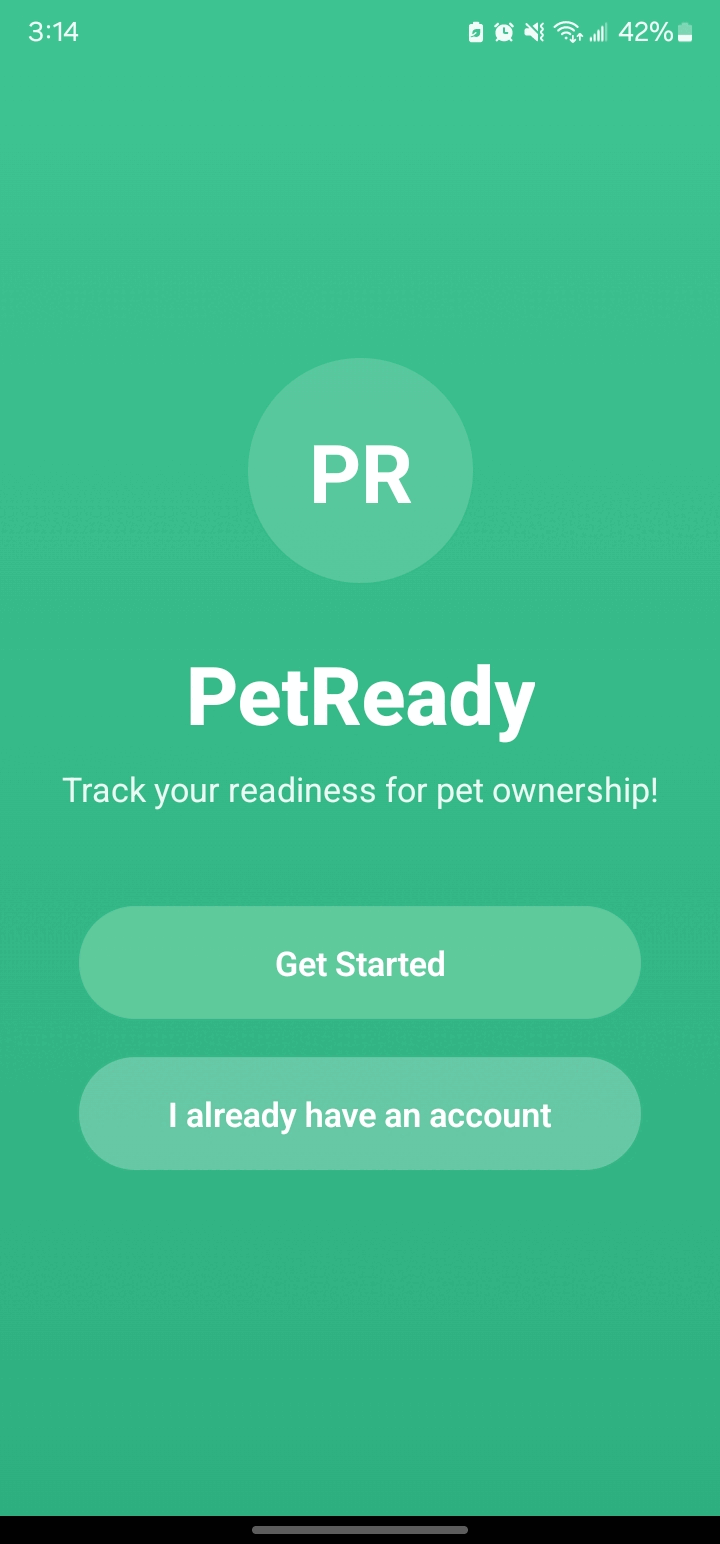 3:14
42%
PR
PetReady
Track your readiness for pet ownership!
Get Started
I already have an account